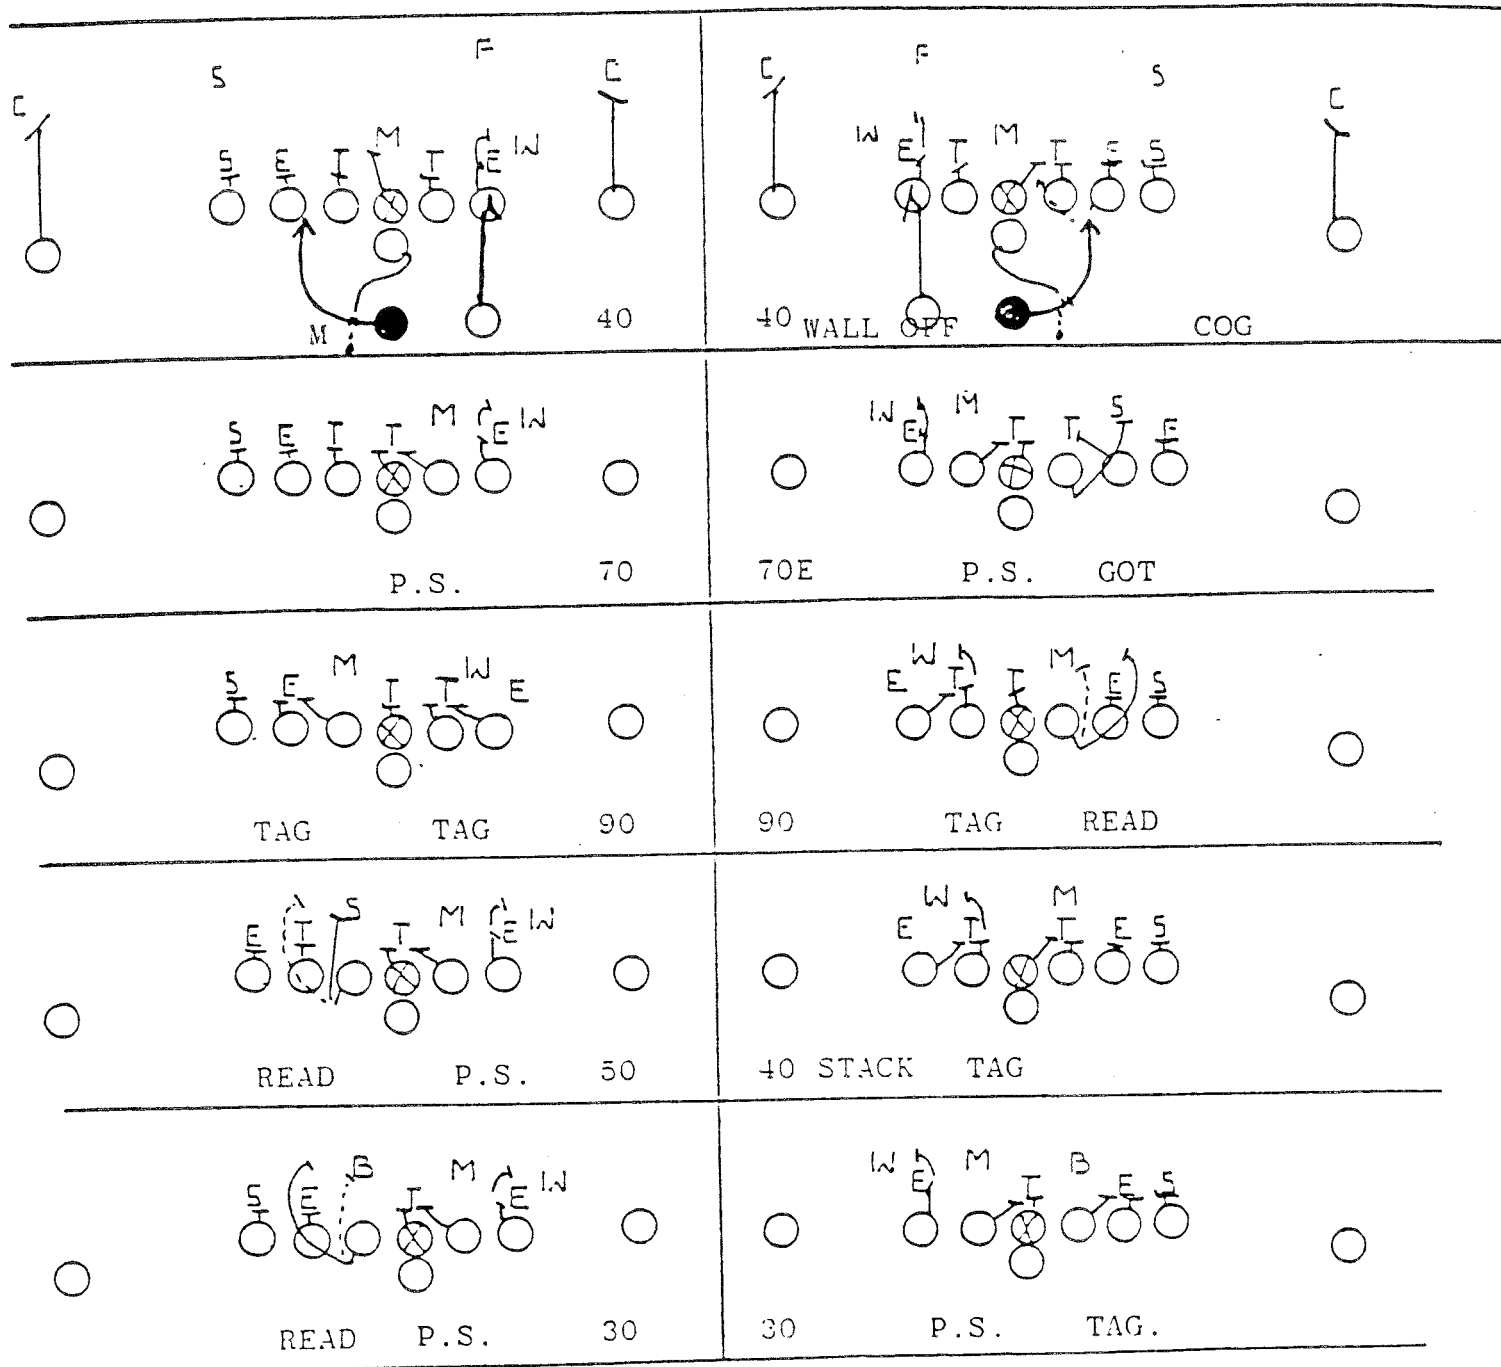 F F
S C C S
C C
M W W M
S E T T E E T T E S
40 40 WALL OFF COG
M
M W W M S
S E T T E E T T E
P.S. 70 70E P.S. GOT
M W W M
S E T T E E T T E S
TAG TAG 90 90 TAG READ
S M W W M
E T T E E T T E S
READ P.S. 50 40 STACK TAG
B M W W M B
S E T E E T E S
READ P.S. 30 30 P.S. TAG.